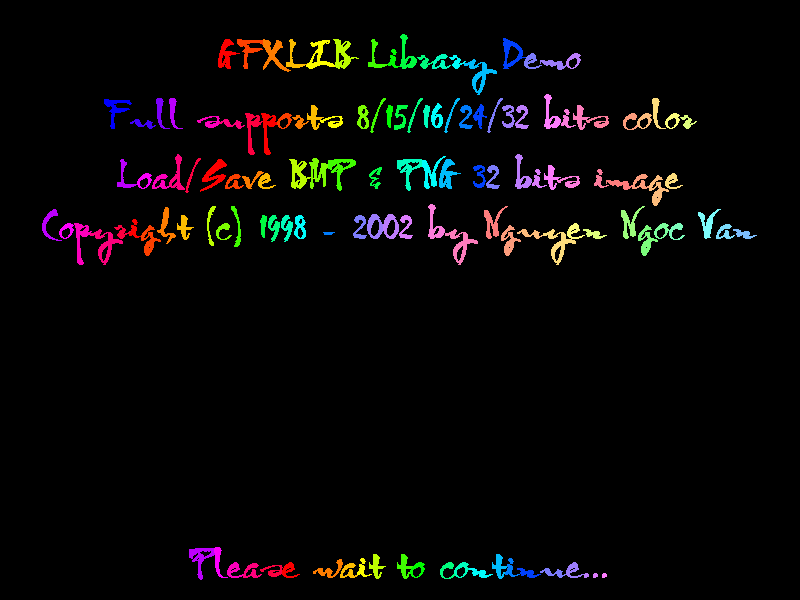 GFXLIB Library Demo
Full supports 8/15/16/24/32 bits color
Load/Save BMP & PNG 32 bits image
Copyright (c) 1998 - 2002 by Nguyen Ngoc Van
Please wait to continue...